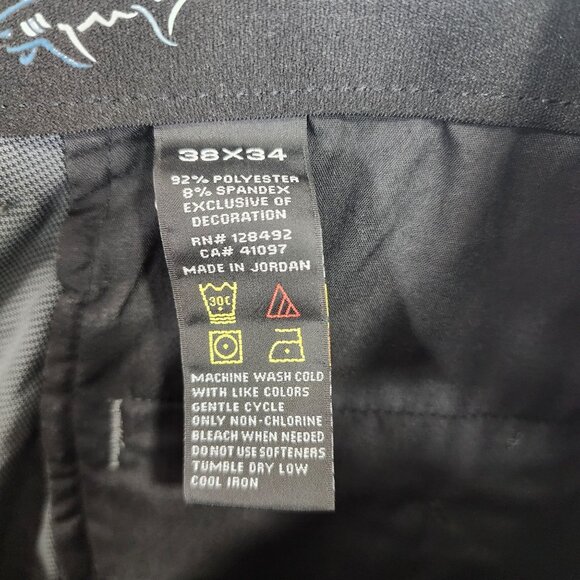 38X34
92% POLYESTER
8% SPANDEX
EXCLUSIVE OF
DECORATION
RN# 128492
CA# 41097
MADE IN JORDAN
30C
MACHINE WASH COLD
WITH LIKE COLORS
GENTLE CYCLE
ONLY NON-CHLORINE
BLEACH WHEN NEEDED
DO NOT USE SOFTENERS
TUMBLE DRY LOW
COOL IRON